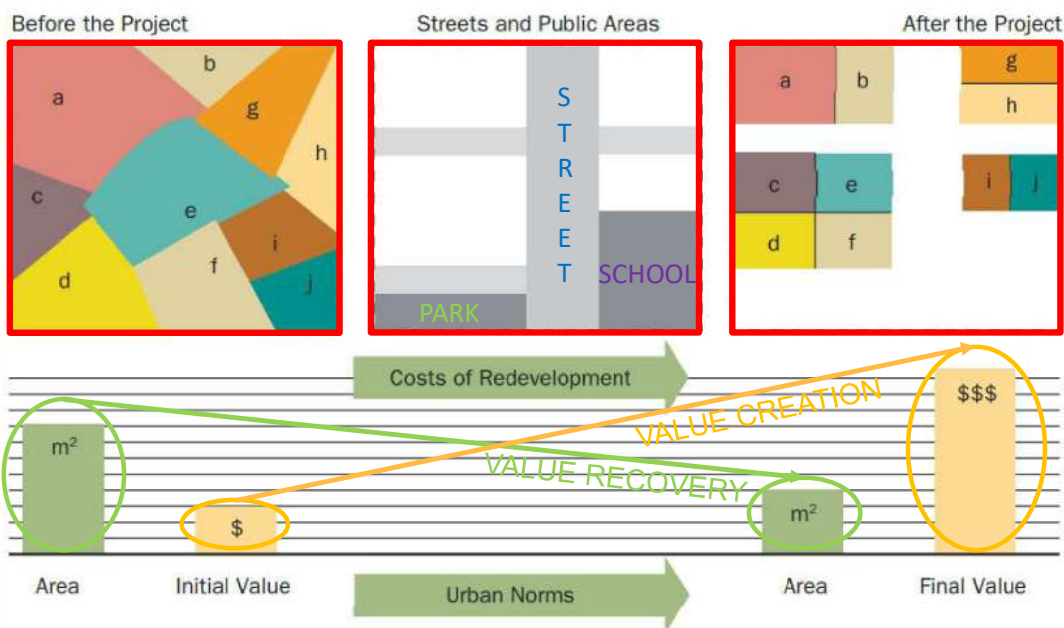 Before the Project
Streets and Public Areas
After the Project
a
b
g
h
c
e
i
f
d
j
S
T
R
E
E
T
SCHOOL
PARK
a
b
g
h
c
e
i
j
d
f
Costs of Redevelopment
VALUE CREATION
VALUE RECOVERY
m²
$
m²
$$$
Area
Initial Value
Urban Norms
Area
Final Value